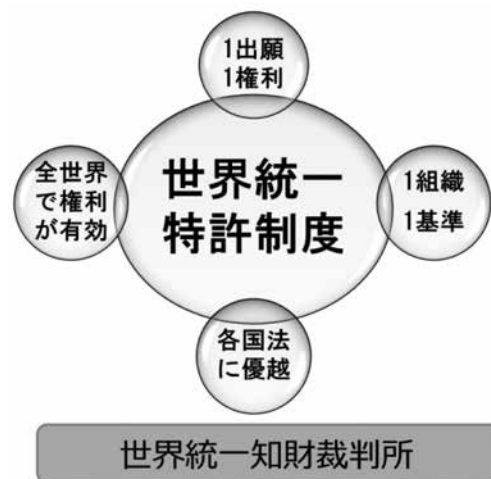 1出願
1権利
全世界
で権利
が有効
世界統一
特許制度
1組織
1基準
各国法
に優越
世界統一知財裁判所